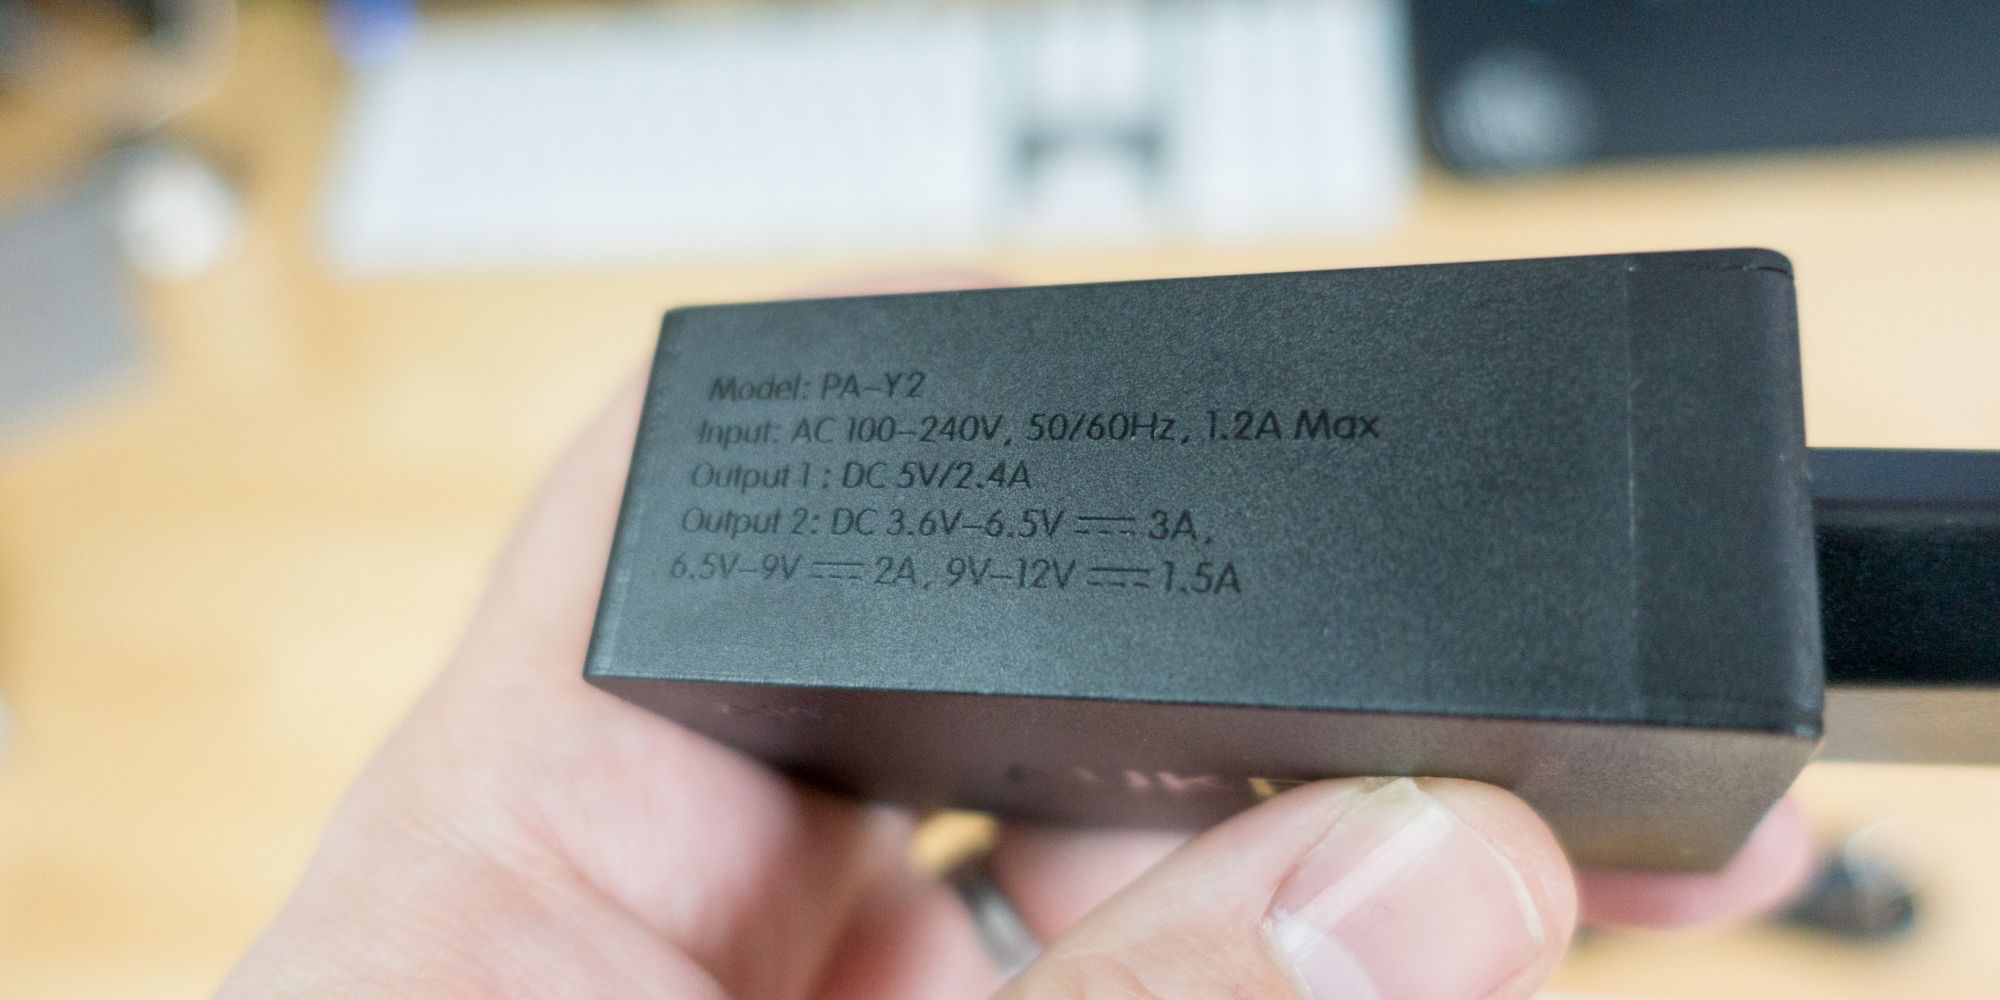 Model: PA-Y2
Input: AC 100-240V, 50/60Hz, 1.2A Max
Output 1 : DC 5V/2.4A
Output 2: DC 3.6V-6.5V ⎓ 3A,
6.5V-9V ⎓ 2A, 9V-12V ⎓ 1.5A